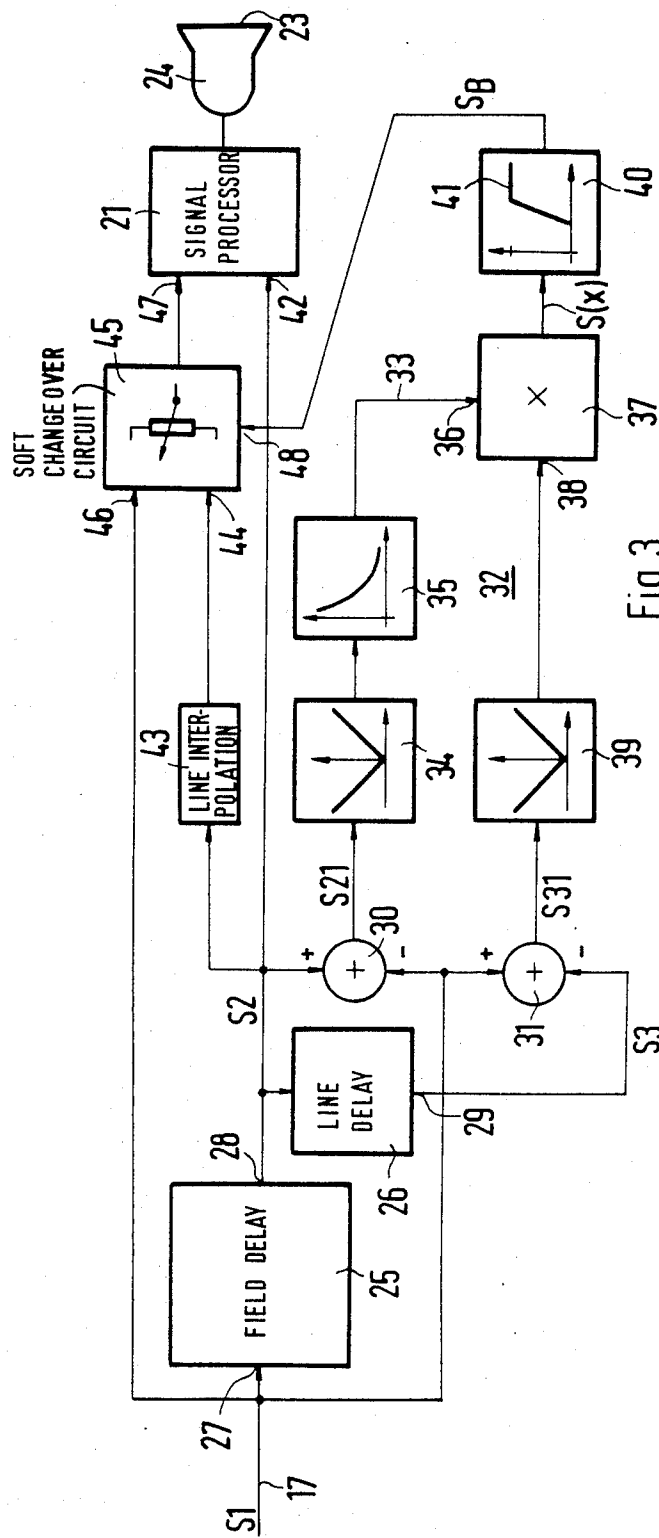 S1
17
27
FIELD DELAY
25
28
S2
LINE
DELAY
26
29
S3
+
-
+
30
S21
+
-
+
31
S31
43
LINE INTER-
POLATION
34
35
32
39
33
36
×
37
38
S(x)
41
40
SB
SOFT
CHANGEOVER
CIRCUIT
45
46
44
48
47
42
SIGNAL
PROCESSOR
21
24
23
Fig.3